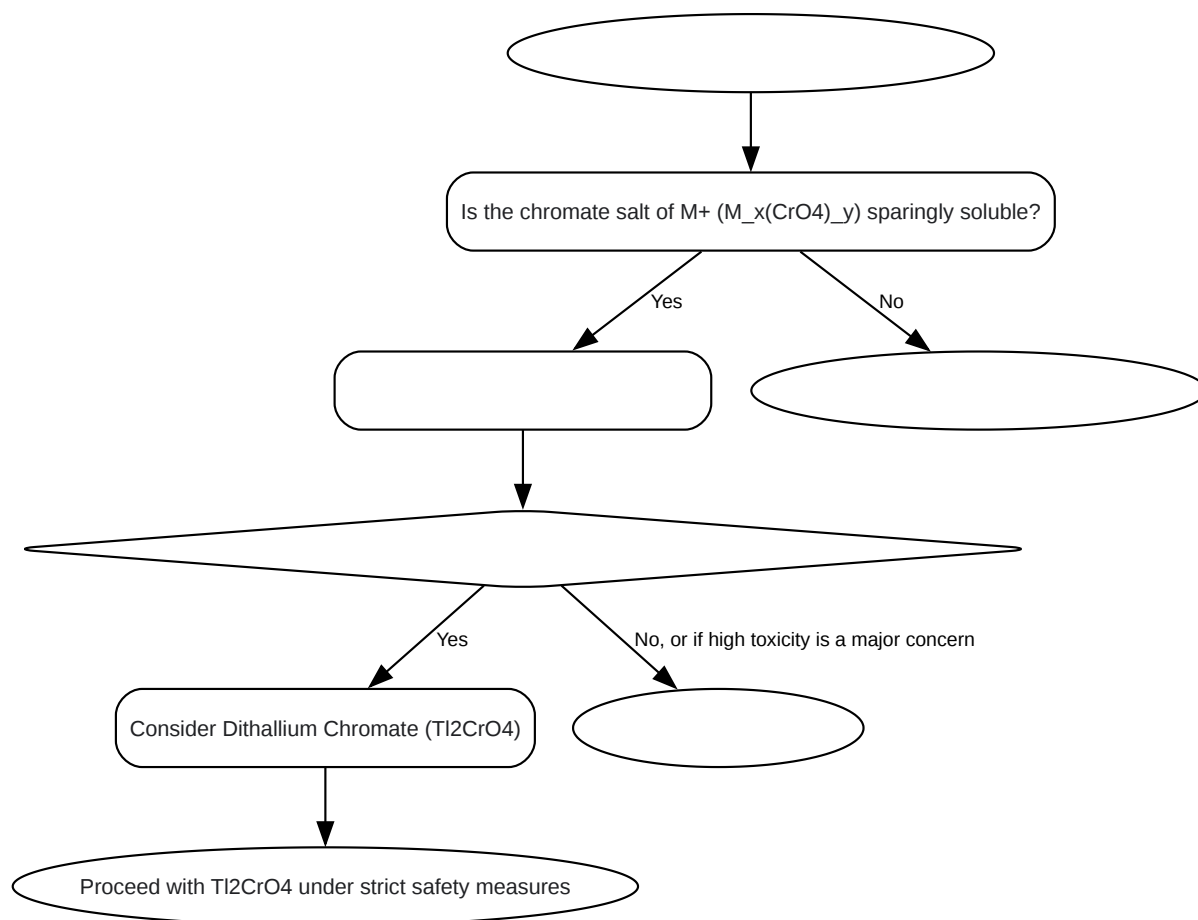 Is the chromate salt of M+ (M_x(CrO4)_y) sparingly soluble?
Yes
No
Yes
No, or if high toxicity is a major concern
Consider Dithallium Chromate (Tl2CrO4)
Proceed with Tl2CrO4 under strict safety measures